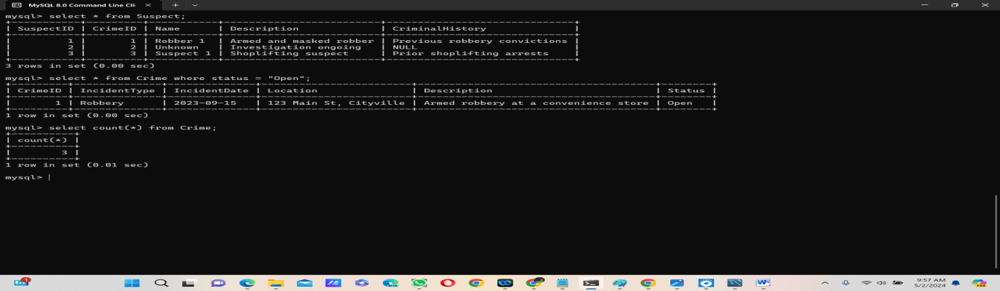 MySQL 8.0 Command Line Cli
mysql> select * from Suspect;
+-----------+---------+-----------+------------------------+------------------------------+
| SuspectID | CrimeID | Name      | Description            | CriminalHistory              |
+-----------+---------+-----------+------------------------+------------------------------+
|         1 |       1 | Robber 1  | Armed and masked robber | Previous robbery convictions |
|         2 |       2 | Unknown   | Investigation ongoing  | NULL                         |
|         3 |       3 | Suspect 1 | Shoplifting suspect    | Prior shoplifting arrests    |
+-----------+---------+-----------+------------------------+------------------------------+
3 rows in set (0.00 sec)
mysql> select * from Crime where status = "Open";
+---------+--------------+--------------+------------------------+--------------------------------------+--------+
| CrimeID | IncidentType | IncidentDate | Location               | Description                          | Status |
+---------+--------------+--------------+------------------------+--------------------------------------+--------+
|       1 | Robbery      | 2023-09-15   | 123 Main St, Cityville | Armed robbery at a convenience store | Open   |
+---------+--------------+--------------+------------------------+--------------------------------------+--------+
1 row in set (0.00 sec)
mysql> select count(*) from Crime;
+----------+
| count(*) |
+----------+
|        3 |
+----------+
1 row in set (0.01 sec)
mysql>
1
9:57 AM
5/2/2024